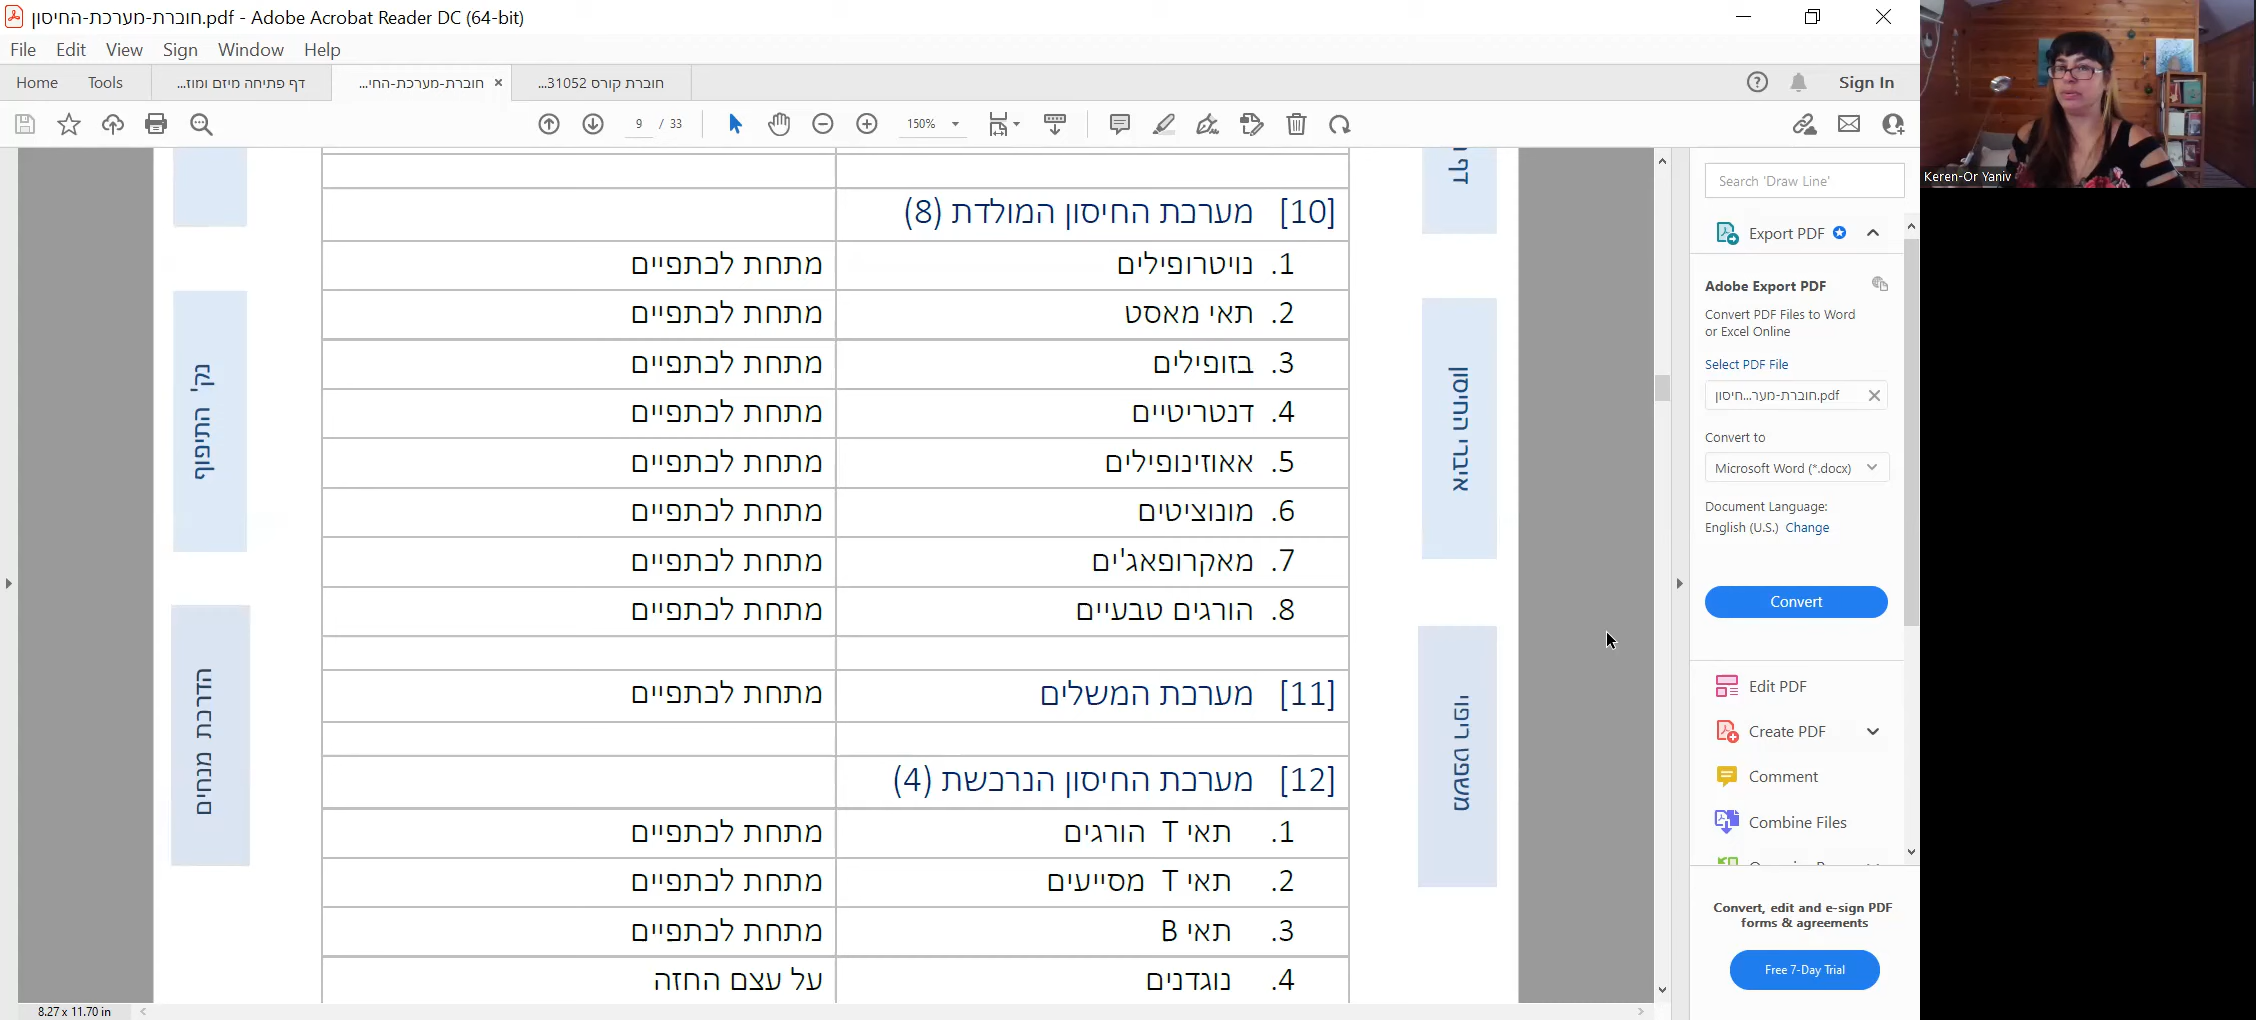 חוברת-מערכת-החיסון.pdf - Adobe Acrobat Reader DC (64-bit)
File Edit View Sign Window Help
Home Tools דף פתיחה מיזם ומוז... חוברת-מערכת-החי... חוברת קורס 31052...
Sign In
9 / 33 150%
Keren-Or Yaniv
[10] מערכת החיסון המולדת (8)
1. נויטרופילים מתחת לכתפיים
2. תאי מאסט מתחת לכתפיים
3. בזופילים מתחת לכתפיים
4. דנטריטיים מתחת לכתפיים
5. אאוזינופילים מתחת לכתפיים
6. מונוציטים מתחת לכתפיים
7. מאקרופאג'ים מתחת לכתפיים
8. הורגים טבעיים מתחת לכתפיים
[11] מערכת המשלים מתחת לכתפיים
[12] מערכת החיסון הנרכשת (4)
1. תאי T הורגים מתחת לכתפיים
2. תאי T מסייעים מתחת לכתפיים
3. תאי B מתחת לכתפיים
4. נוגדנים על עצם החזה
איברי החיסון
משפט ריפוי
נק' התיפוף
הדרכת מנחים
8.27 x 11.70 in
Search 'Draw Line'
Export PDF
Adobe Export PDF
Convert PDF Files to Word
or Excel Online
Select PDF File
חוברת-מער...חיסון.pdf
Convert to
Microsoft Word (*.docx)
Document Language:
English (U.S.) Change
Convert
Edit PDF
Create PDF
Comment
Combine Files
Convert, edit and e-sign PDF
forms & agreements
Free 7-Day Trial